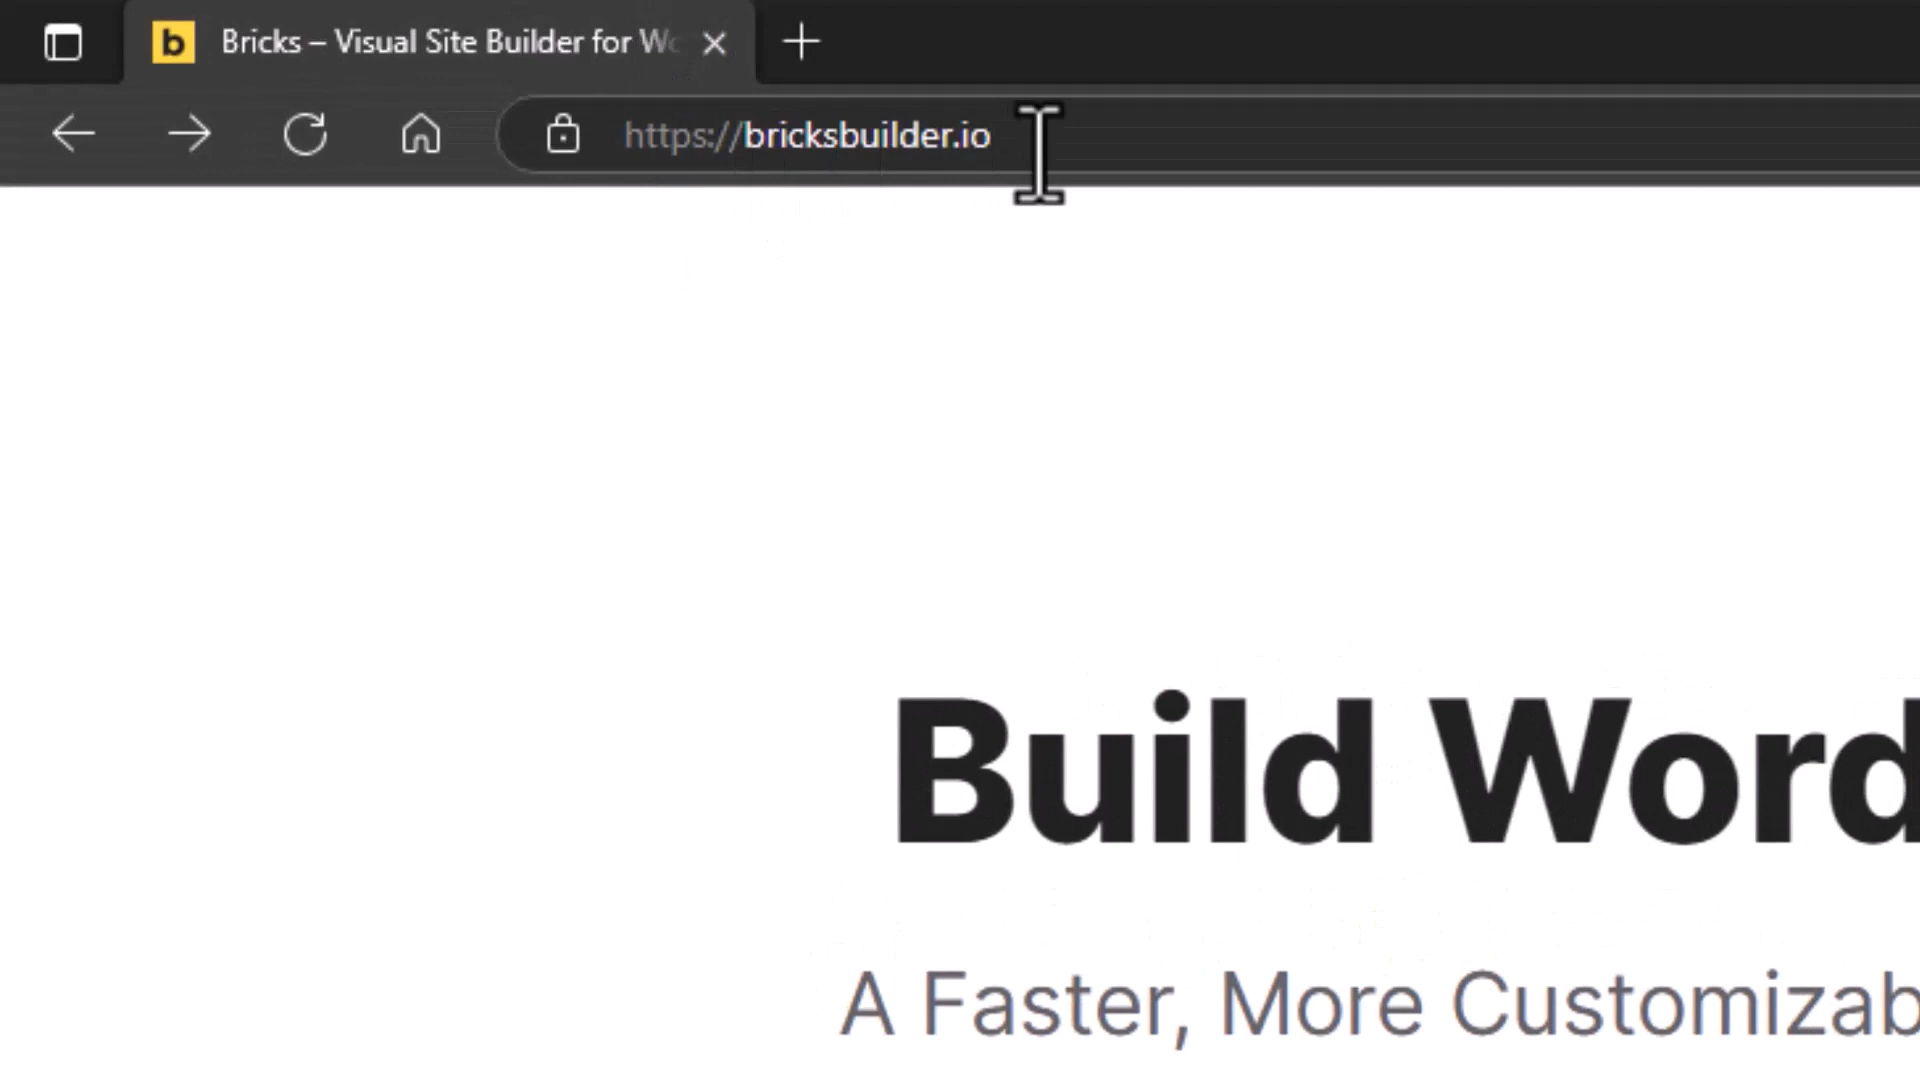 b Bricks – Visual Site Builder for
https://bricksbuilder.io
Build Word
A Faster, More Customizab